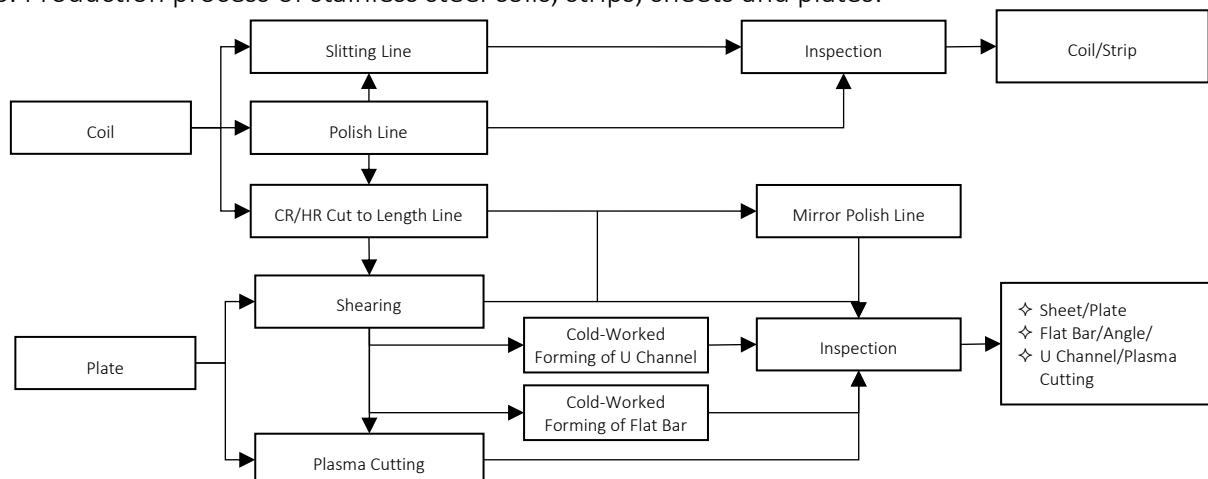 Production process of stainless steel coils, strips, sheets and plates:
Slitting Line
Inspection
Coil/Strip
Coil
Polish Line
CR/HR Cut to Length Line
Mirror Polish Line
Shearing
Cold-Worked
Forming of U Channel
Inspection
✧ Sheet/Plate
✧ Flat Bar/Angle/
✧ U Channel/Plasma
Cutting
Plate
Cold-Worked
Forming of Flat Bar
Plasma Cutting